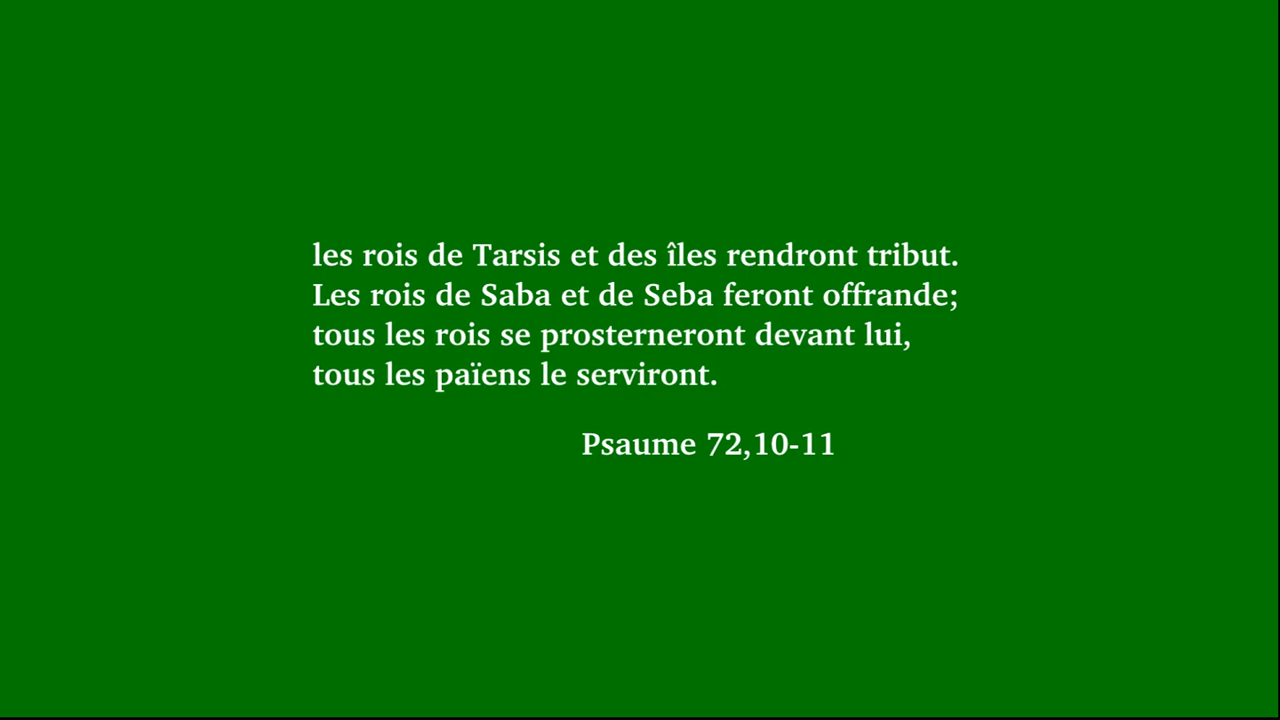 les rois de Tarsis et des îles rendront tribut.
Les rois de Saba et de Seba feront offrande;
tous les rois se prosterneront devant lui,
tous les païens le serviront.
Psaume 72,10-11